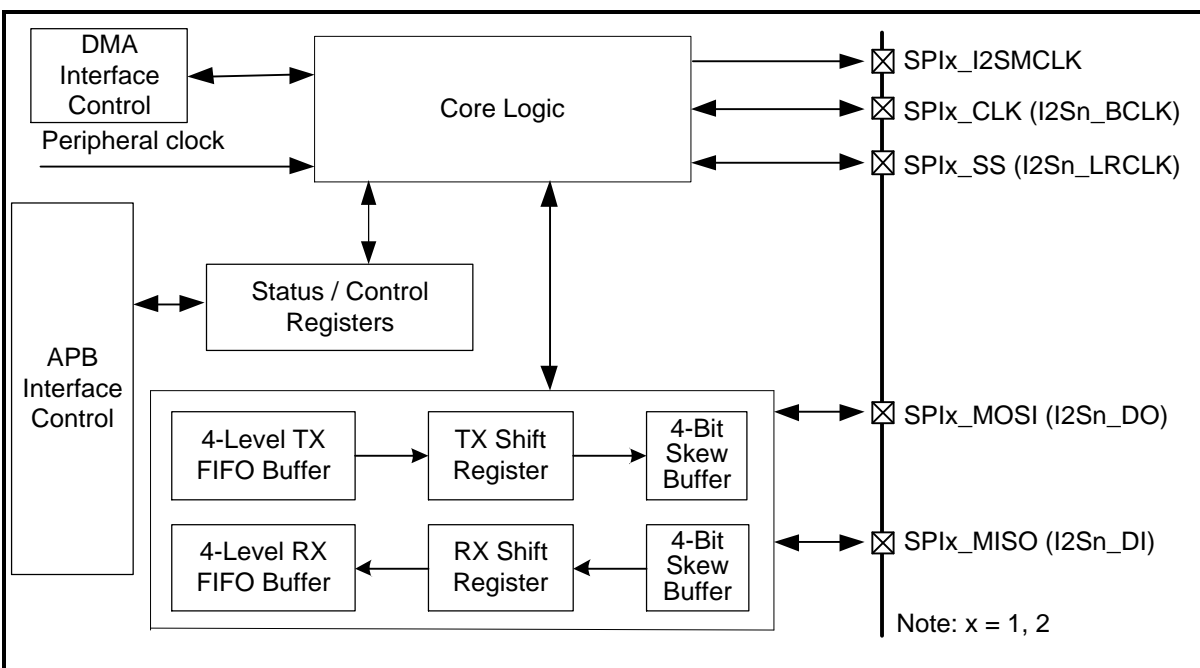 DMA
Interface
Control
Peripheral clock
Core Logic
SPIx_I2SMCLK
SPIx_CLK (I2Sn_BCLK)
SPIx_SS (I2Sn_LRCLK)
APB
Interface
Control
Status / Control
Registers
4-Level TX
FIFO Buffer
TX Shift
Register
4-Bit
Skew
Buffer
SPIx_MOSI (I2Sn_DO)
4-Level RX
FIFO Buffer
RX Shift
Register
4-Bit
Skew
Buffer
SPIx_MISO (I2Sn_DI)
Note: x = 1, 2